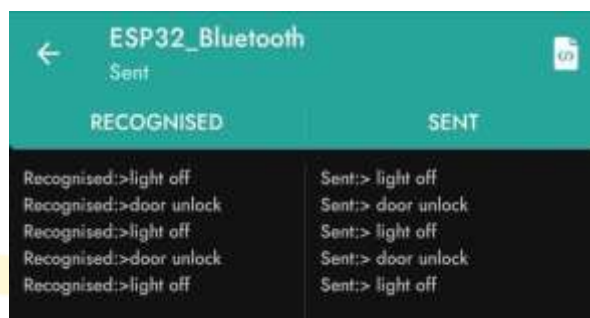 ESP32_Bluetooth
Sent
RECOGNISED SENT
Recognised:>light off Sent:> light off
Recognised:>door unlock Sent:> door unlock
Recognised:>light off Sent:> light off
Recognised:>door unlock Sent:> door unlock
Recognised:>light off Sent:> light off